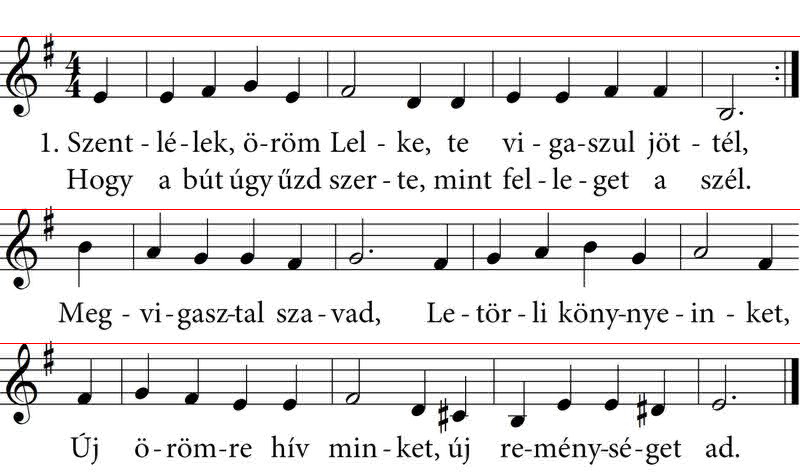 1. Szent - lé - lek, ö - röm Lel - ke, te vi - ga - szul jöt - tél,
Hogy a bút úgy űzd szer - te, mint fel - le - get a szél.
Meg - vi - gasz - tal sza - vad, Le - tör - li köny - nye - in - ket,
Új ö - röm - re hív min - ket, új re - mény - sé - get ad.